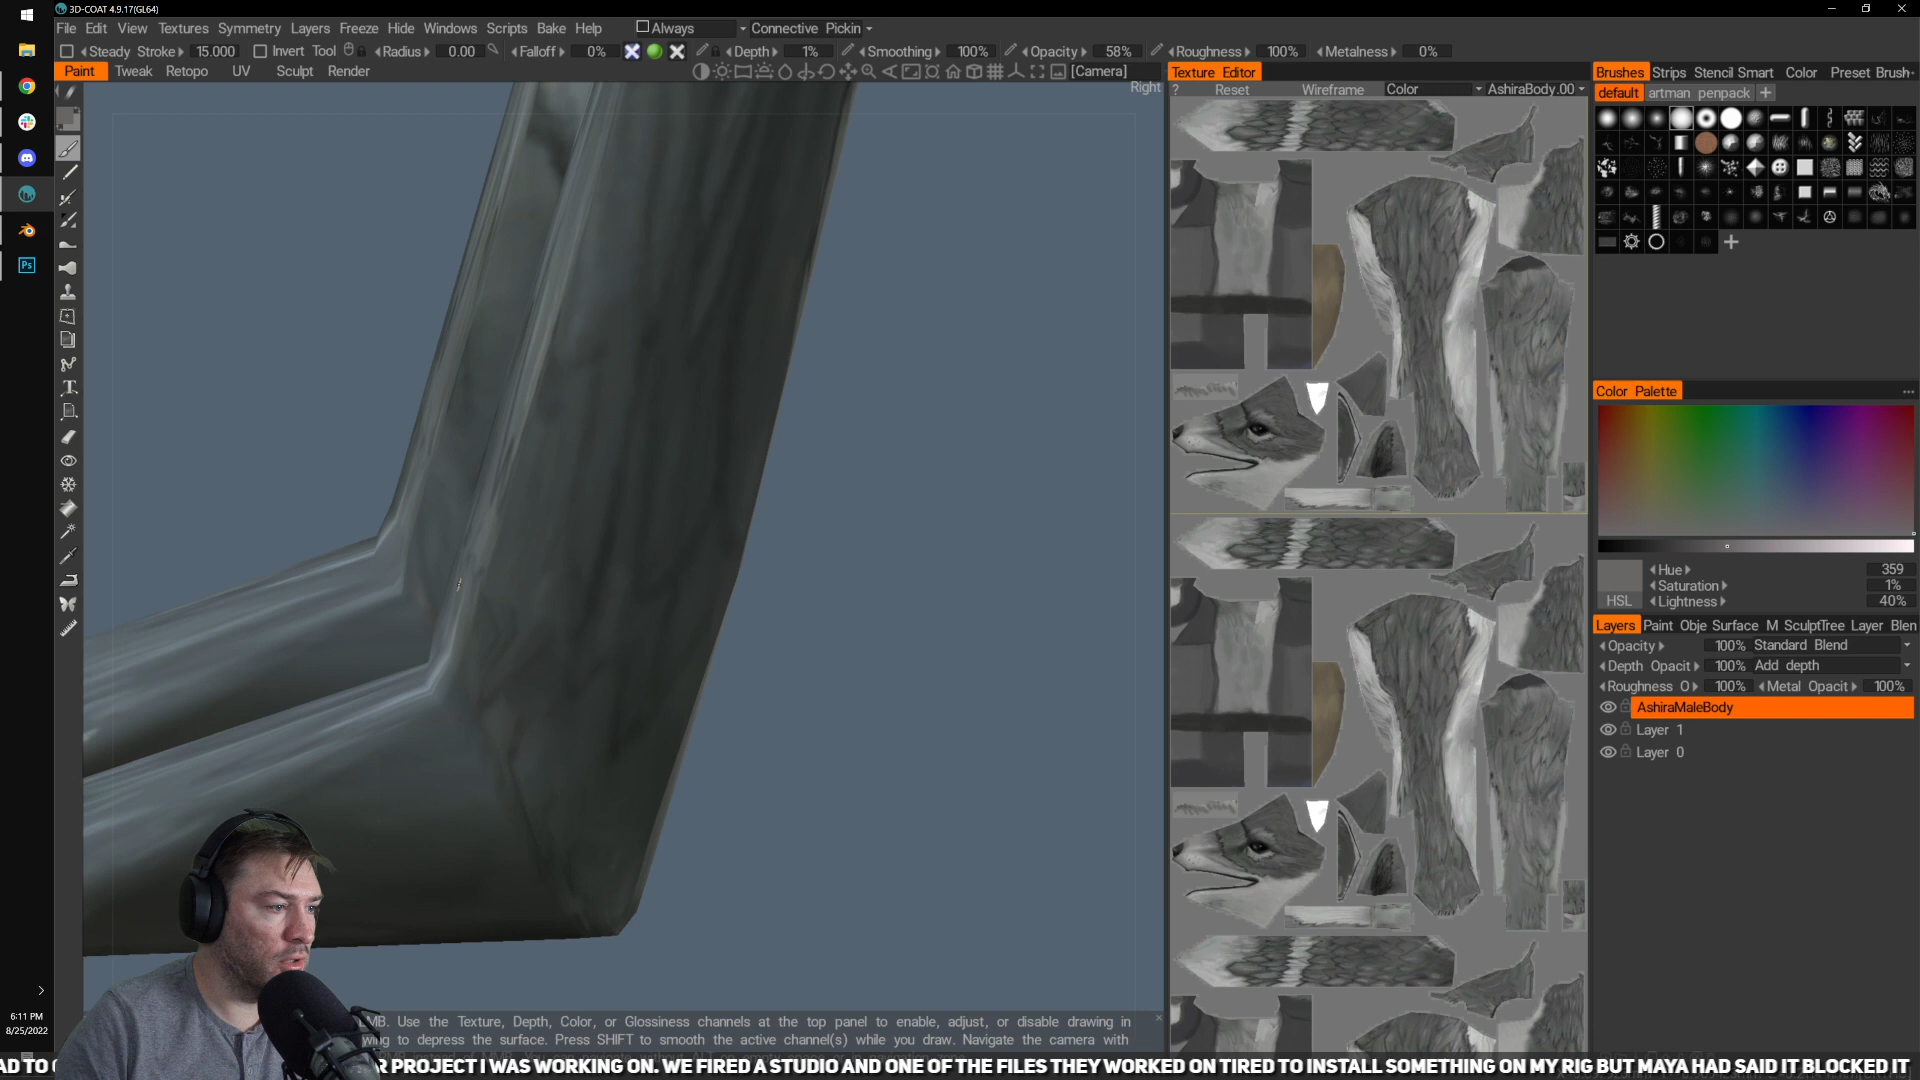 3D-COAT 4.9.17(GL64)
File Edit View Textures Symmetry Layers Freeze Hide Windows Scripts Bake Help Always Connective Pickin
Steady Stroke 15.000 Invert Tool Radius 0.00 Falloff 0% Depth 1% Smoothing 100% Opacity 58% Roughness 100% Metalness 0%
Paint Tweak Retopo UV Sculpt Render [Camera]
Right
Texture Editor
? Reset Wireframe Color AshiraBody.00
Brushes Strips Stencil Smart Color Preset Brush
default artman penpack
Color Palette
Hue 359
Saturation 1%
HSL Lightness 40%
Layers Paint Obje Surface M SculptTree Layer Blen
Opacity 100% Standard Blend
Depth Opacit 100% Add depth
Roughness O 100% Metal Opacit 100%
AshiraMaleBody
Layer 1
Layer 0
Ps
6:11 PM
8/25/2022
LMB. Use the Texture, Depth, Color, or Glossiness channels at the top panel to enable, adjust, or disable drawing in
wing to depress the surface. Press SHIFT to smooth the active channel(s) while you draw. Navigate the camera with
R PROJECT I WAS WORKING ON. WE FIRED A STUDIO AND ONE OF THE FILES THEY WORKED ON TIRED TO INSTALL SOMETHING ON MY RIG BUT MAYA HAD SAID IT BLOCKED IT